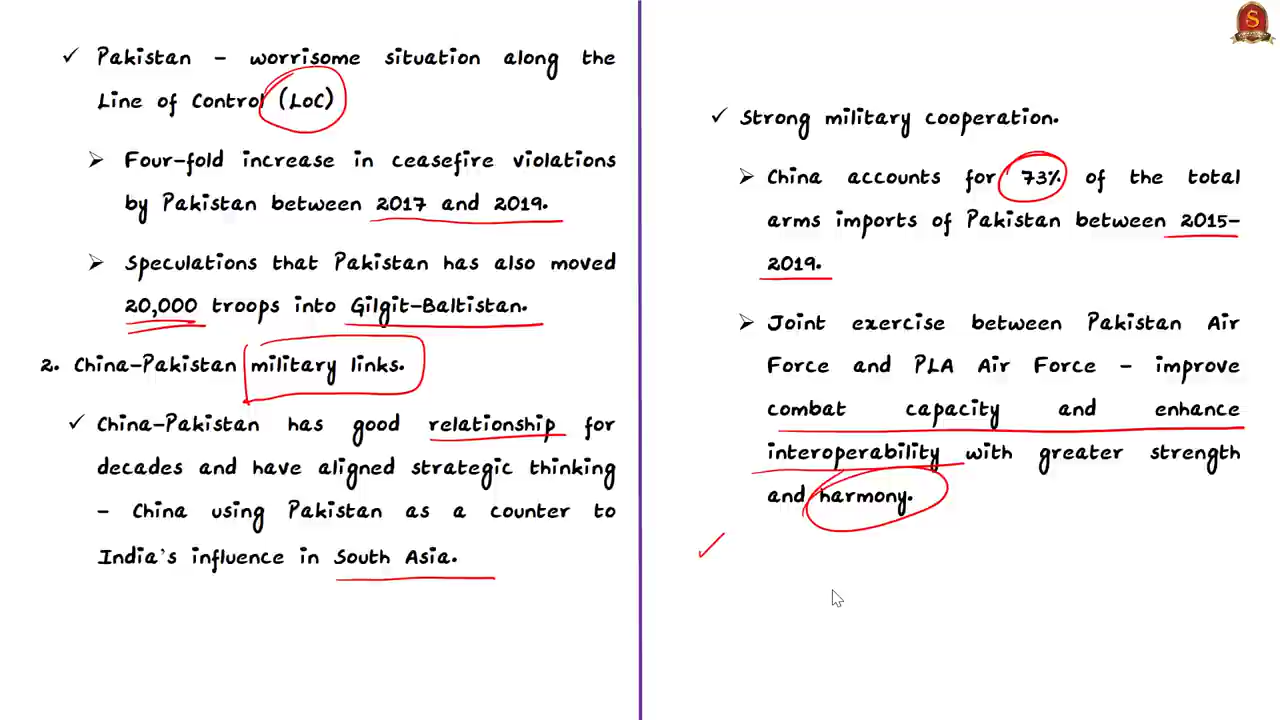 ✓ Pakistan – worrisome situation along the
Line of Control (LoC)
➢ Four-fold increase in ceasefire violations
by Pakistan between 2017 and 2019.
➢ Speculations that Pakistan has also moved
20,000 troops into Gilgit-Baltistan.
2. China-Pakistan military links.
✓ China-Pakistan has good relationship for
decades and have aligned strategic thinking
– China using Pakistan as a counter to
India's influence in South Asia.
✓ Strong military cooperation.
➢ China accounts for 73% of the total
arms imports of Pakistan between 2015-
2019.
➢ Joint exercise between Pakistan Air
Force and PLA Air Force – improve
combat capacity and enhance
interoperability with greater strength
and harmony.
S